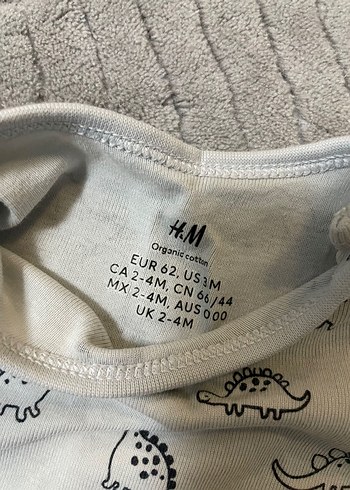 H&M
Organic cotton
EUR 62, US 3M
CA 2-4M, CN 66/44
MX 2-4M, AUS 000
UK 2-4M